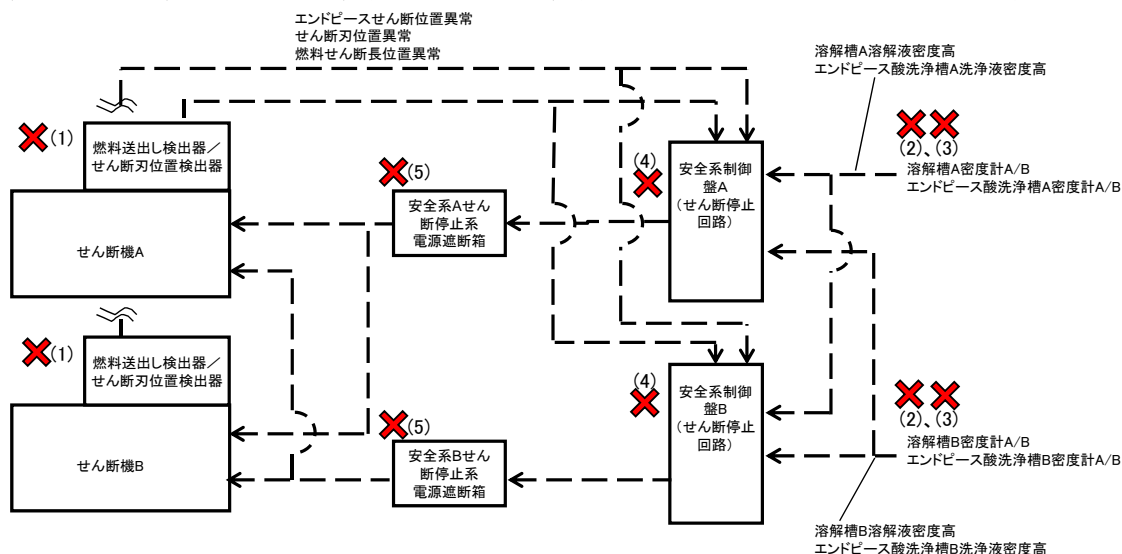 エンドピースせん断位置異常
せん断刃位置異常
燃料せん断長位置異常
溶解槽A溶解液密度高
エンドピース酸洗浄槽A洗浄液密度高
(1)
燃料送出し検出器／
せん断刃位置検出器
せん断機A
(5)
安全系Aせん
断停止系
電源遮断箱
(4)
安全系制御
盤A
(せん断停止
回路)
(2)、(3)
溶解槽A密度計A/B
エンドピース酸洗浄槽A密度計A/B
(1)
燃料送出し検出器／
せん断刃位置検出器
せん断機B
(5)
安全系Bせん
断停止系
電源遮断箱
(4)
安全系制御
盤B
(せん断停止
回路)
(2)、(3)
溶解槽B密度計A/B
エンドピース酸洗浄槽B密度計A/B
溶解槽B溶解液密度高
エンドピース酸洗浄槽B洗浄液密度高